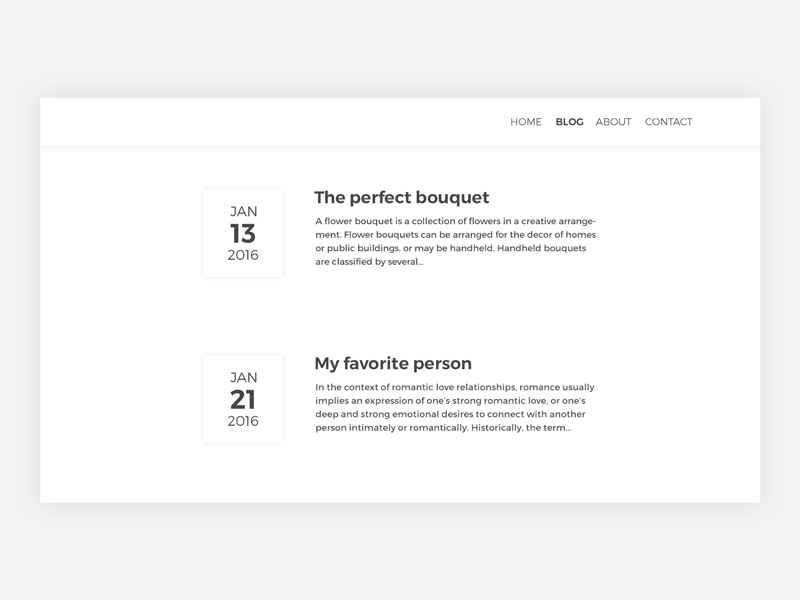 HOME BLOG ABOUT CONTACT
JAN
13
2016
The perfect bouquet
A flower bouquet is a collection of flowers in a creative arrange-
ment. Flower bouquets can be arranged for the decor of homes
or public buildings, or may be handheld. Handheld bouquets
are classified by several...
JAN
21
2016
My favorite person
In the context of romantic love relationships, romance usually
implies an expression of one's strong romantic love, or one's
deep and strong emotional desires to connect with another
person intimately or romantically. Historically, the term...